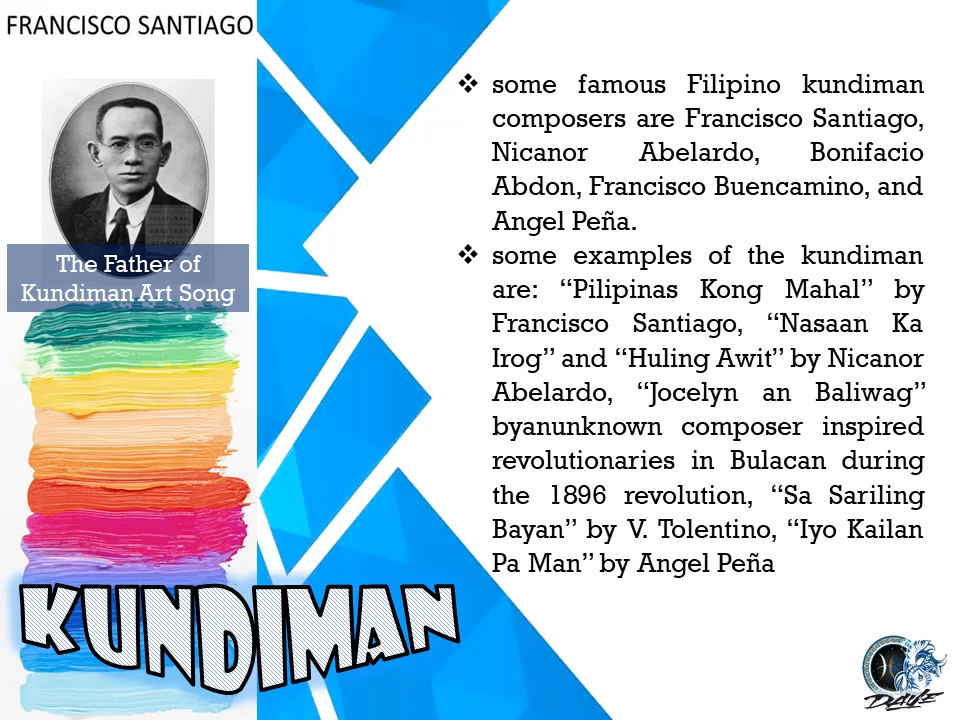 FRANCISCO SANTIAGO
FILIPINAS
HERITAGE
LIBRARY
The Father of
Kundiman Art Song
❖ some famous Filipino kundiman
composers are Francisco Santiago,
Nicanor Abelardo, Bonifacio
Abdon, Francisco Buencamino, and
Angel Peña.
❖ some examples of the kundiman
are: “Pilipinas Kong Mahal” by
Francisco Santiago, “Nasaan Ka
Irog” and “Huling Awit” by Nicanor
Abelardo, “Jocelyn an Baliwag”
byanunknown composer inspired
revolutionaries in Bulacan during
the 1896 revolution, “Sa Sariling
Bayan” by V. Tolentino, “Iyo Kailan
Pa Man” by Angel Peña
KUNDIMAN